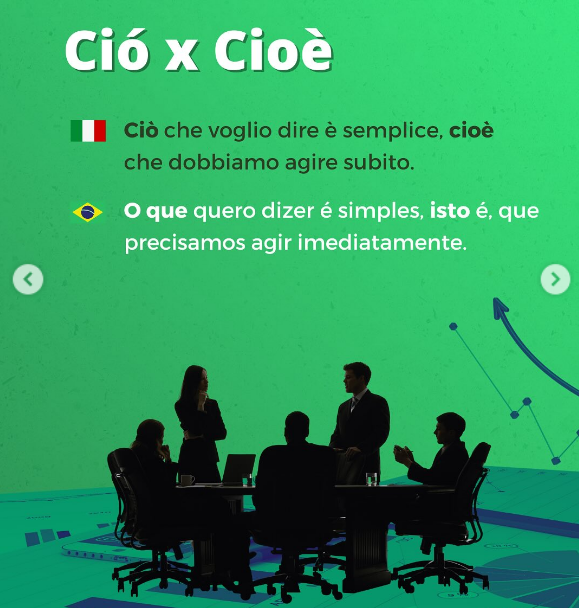 Ció x Cioè
Ciò che voglio dire è semplice, cioè
che dobbiamo agire subito.
O que quero dizer é simples, isto é, que
precisamos agir imediatamente.